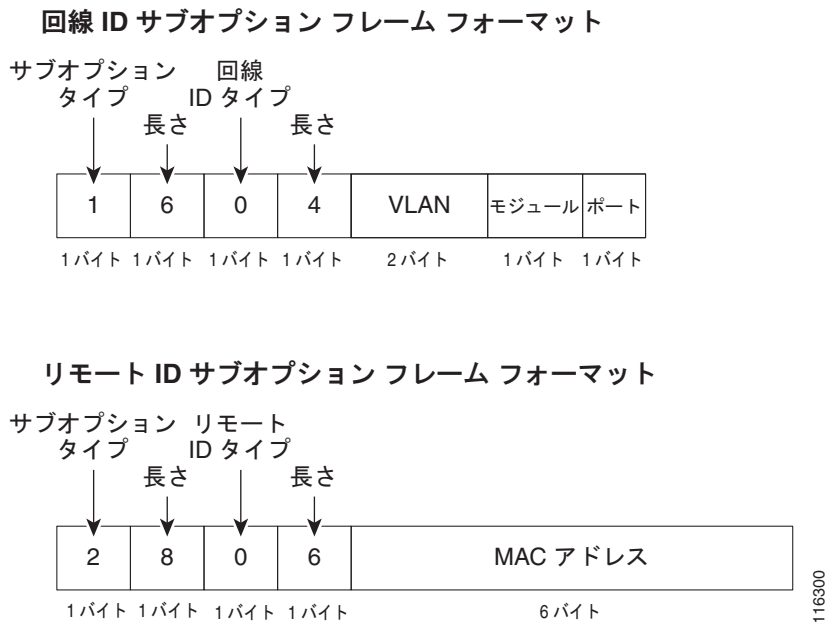 回線 ID サブオプション フレーム フォーマット
サブオプション 回線
タイプ ID タイプ
長さ 長さ
1 6 0 4 VLAN モジュール ポート
1 バイト 1 バイト 1 バイト 1 バイト 2 バイト 1 バイト 1 バイト
リモート ID サブオプション フレーム フォーマット
サブオプション リモート
タイプ ID タイプ
長さ 長さ
2 8 0 6 MAC アドレス
1 バイト 1 バイト 1 バイト 1 バイト 6 バイト
116300